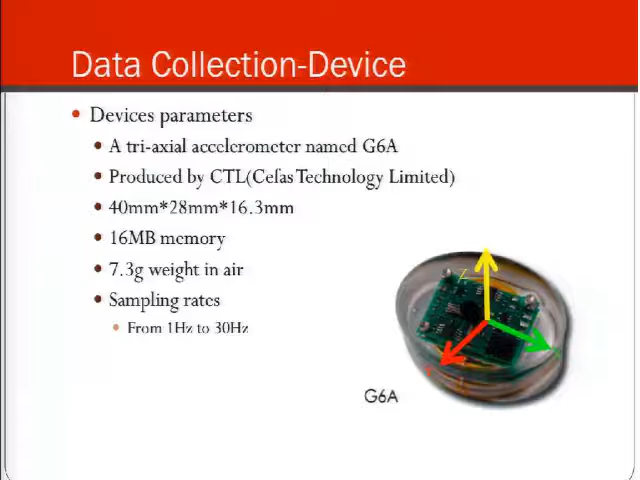 Data Collection-Device
Devices parameters
A tri-axial accelerometer named G6A
Produced by CTL(Cefas Technology Limited)
40mm*28mm*16.3mm
16MB memory
7.3g weight in air
Sampling rates
From 1Hz to 30Hz
Z
G6A